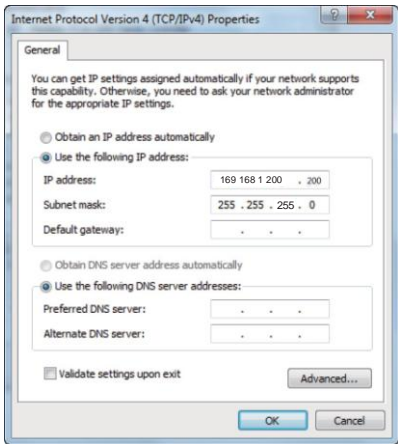 Internet Protocol Version 4 (TCP/IPv4) Properties
General
You can get IP settings assigned automatically if your network supports
this capability. Otherwise, you need to ask your network administrator
for the appropriate IP settings.
Obtain an IP address automatically
Use the following IP address:
IP address: 169 168 1 200 . 200
Subnet mask: 255 . 255 . 255 . 0
Default gateway: . . .
Obtain DNS server address automatically
Use the following DNS server addresses:
Preferred DNS server: . . .
Alternate DNS server: . . .
Validate settings upon exit
Advanced...
OK Cancel